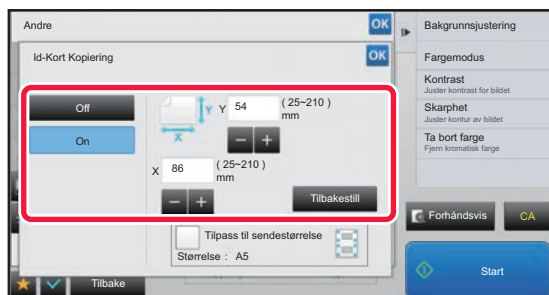 Andre
OK
Id-Kort Kopiering
OK
Off
On
Y
Y 54 ( 25~210 )
mm
X
X 86 ( 25~210 )
mm
Tilbakestill
Tilpass til sendestørrelse
Størrelse : A5
Tilbake
Bakgrunnsjustering
Fargemodus
Kontrast
Juster kontrast for bildet
Skarphet
Juster kontur av bildet
Ta bort farge
Fjern kromatisk farge
Forhåndsvis
CA
Start